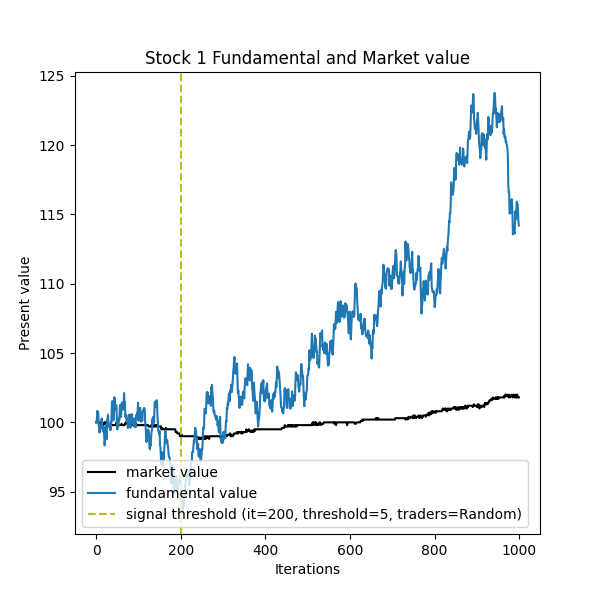 Stock 1 Fundamental and Market value
125
120
115
110
105
100
95
Present value
market value
fundamental value
signal threshold (it=200, threshold=5, traders=Random)
0 200 400 600 800 1000
Iterations